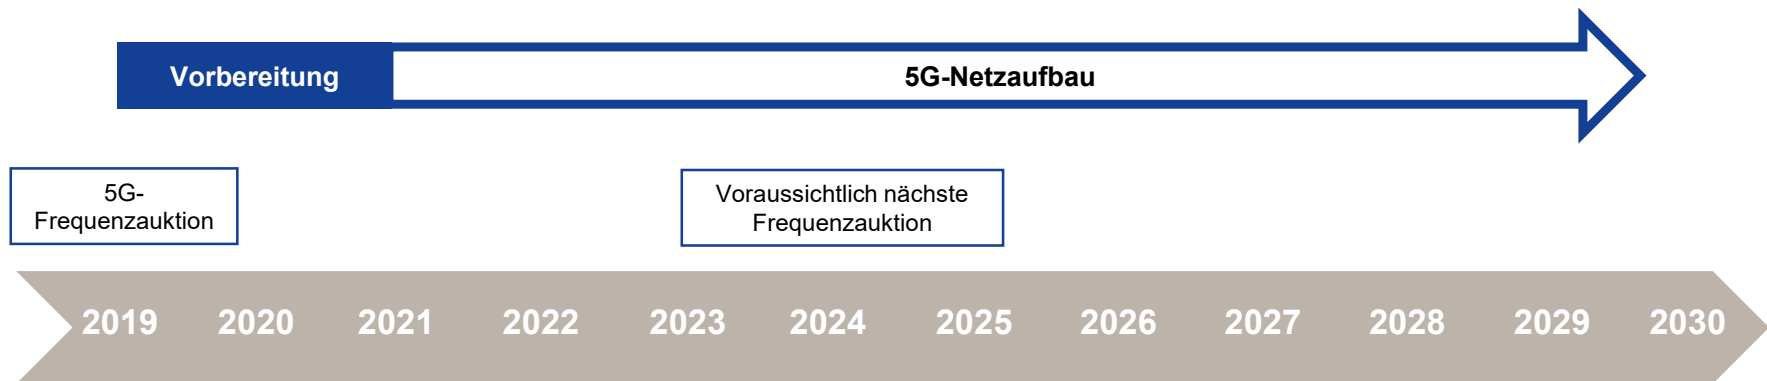 Vorbereitung
5G-Netzaufbau
5G-
Frequenzauktion
Voraussichtlich nächste
Frequenzauktion
2019 2020 2021 2022 2023 2024 2025 2026 2027 2028 2029 2030